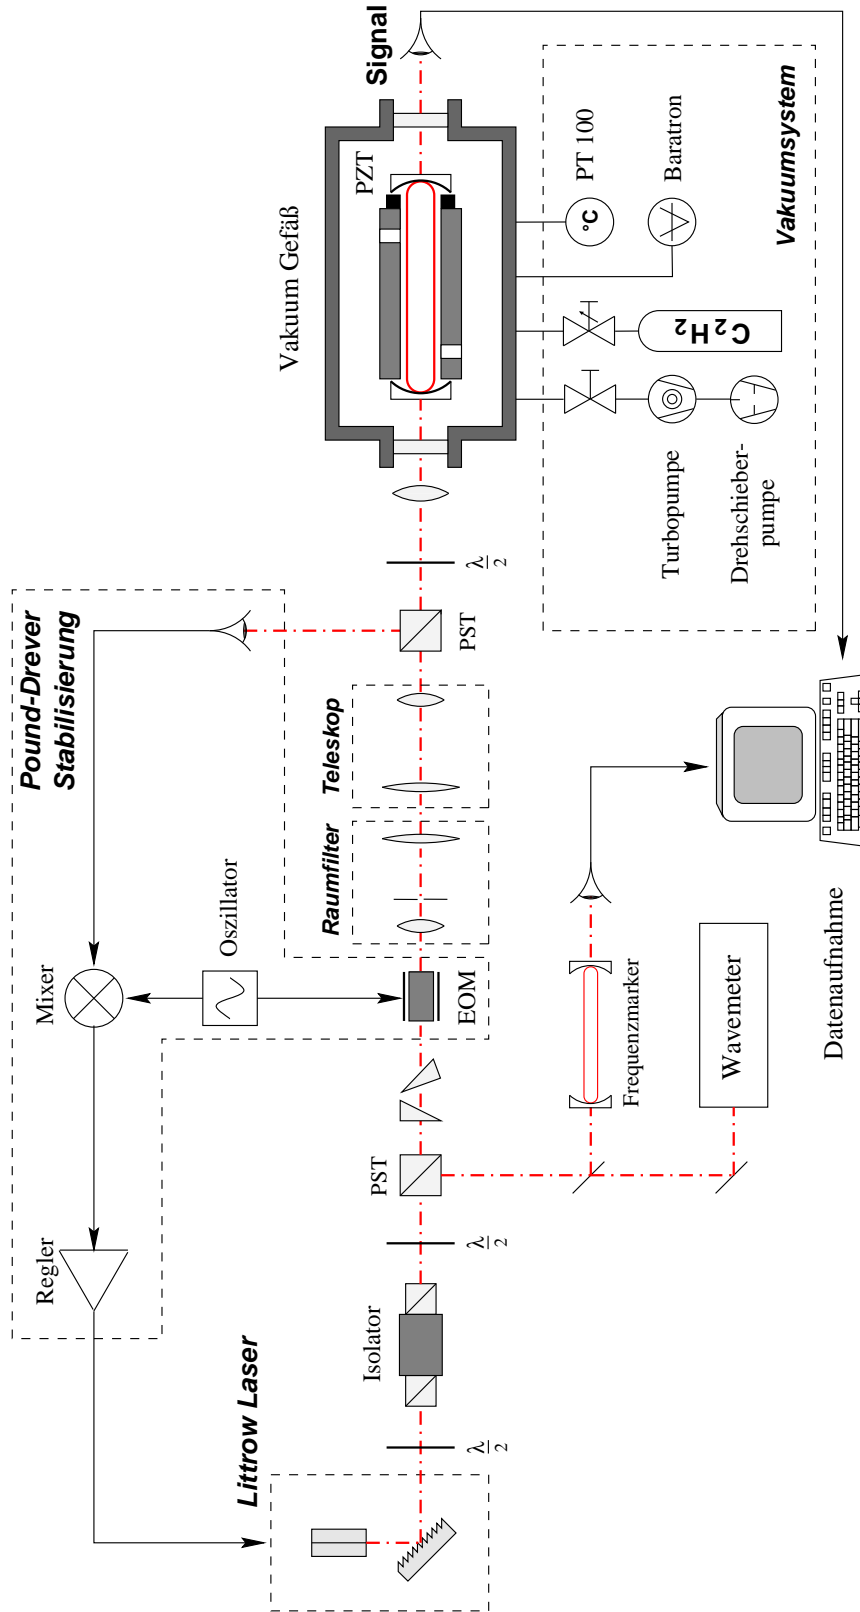 Pound-Drever
Stabilisierung
Regler
Mixer
Oszillator
Littrow Laser
Isolator
λ/2
λ/2
PST
EOM
Raumfilter
Teleskop
PST
λ/2
Vakuum Gefäß
PZT
Signal
Frequenzmarker
Wavemeter
Datenaufnahme
Turbopumpe
Drehschieber-
pumpe
C2H2
°C
PT 100
Baratron
Vakuumsystem